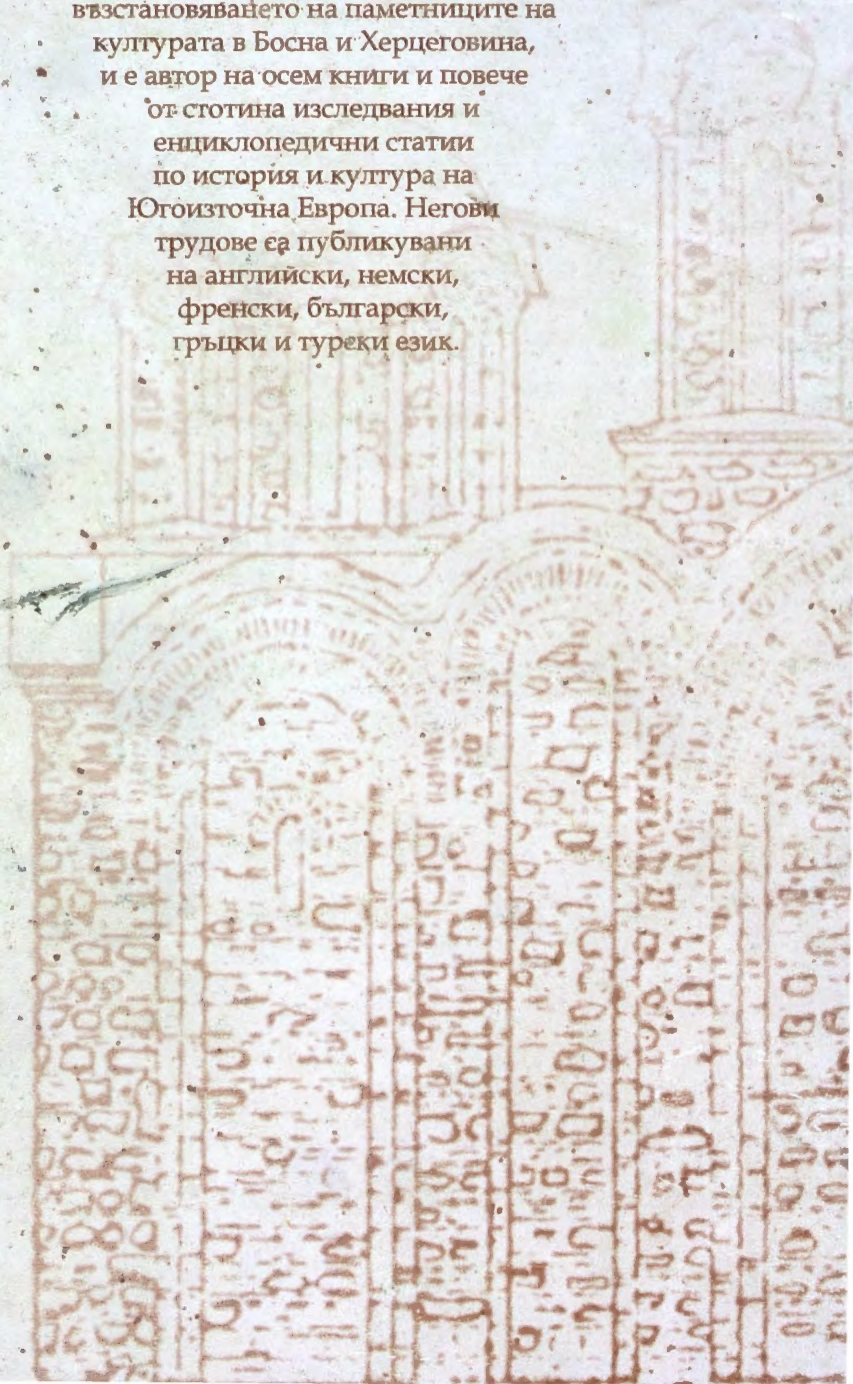 възстановяването на паметниците на
културата в Босна и Херцеговина,
и е автор на осем книги и повече
от стотина изследвания и
енциклопедични статии
по история и култура на
Югоизточна Европа. Негови
трудове са публикувани
на английски, немски,
френски, български,
гръцки и турски език.